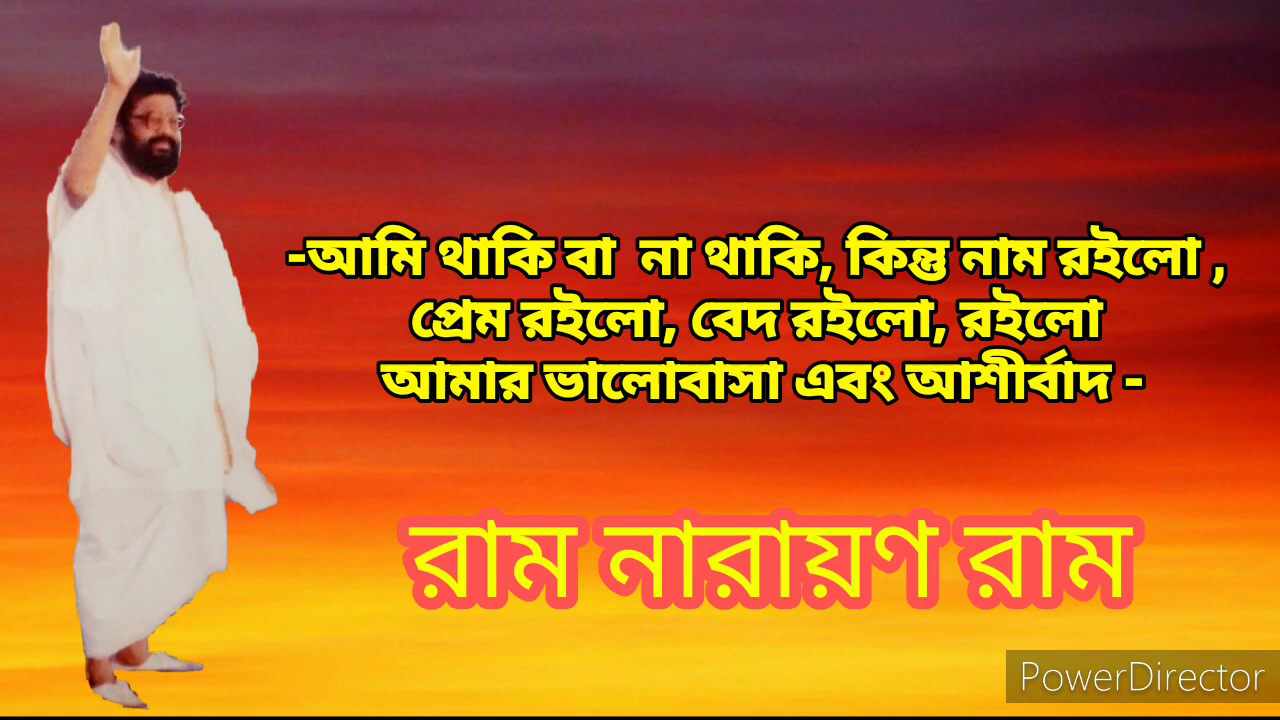 -আমি থাকি বা  না থাকি, কিন্তু নাম রইলো ,
প্রেম রইলো, বেদ রইলো, রইলো
আমার ভালোবাসা এবং আশীর্বাদ -
রাম নারায়ণ রাম
PowerDirector